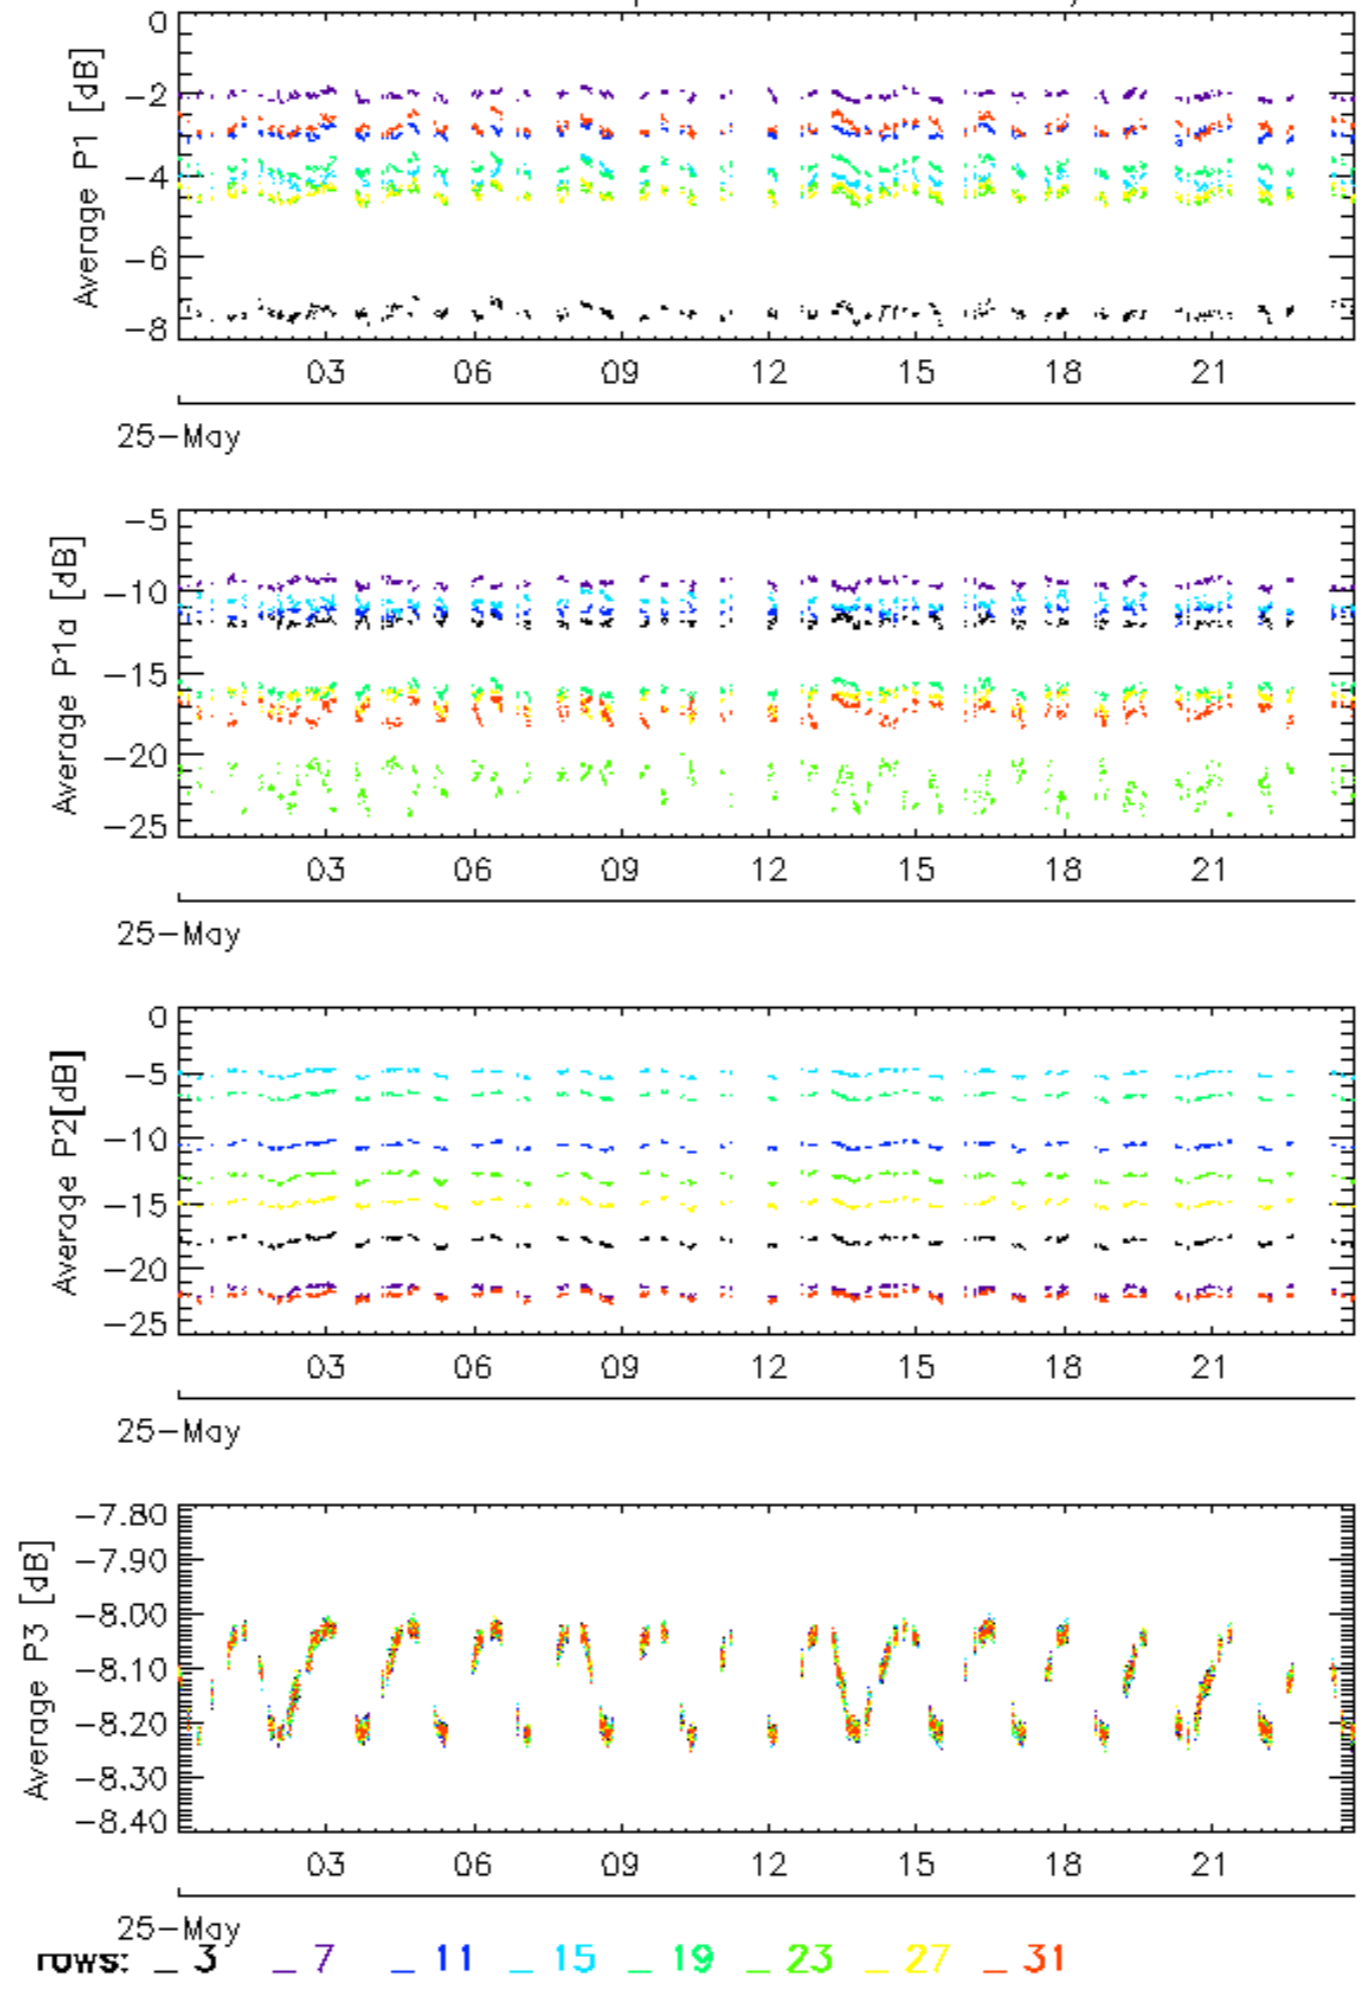 Average P1 [dB]
0
−2
−4
−6
−8
03 06 09 12 15 18 21
25−May
Average P1a [dB]
−5
−10
−15
−20
−25
03 06 09 12 15 18 21
25−May
Average P2[dB]
0
−5
−10
−15
−20
−25
03 06 09 12 15 18 21
25−May
Average P3 [dB]
−7.80
−7.90
−8.00
−8.10
−8.20
−8.30
−8.40
03 06 09 12 15 18 21
25−May
rows: _ 3 _ 7 _ 11 _ 15 _ 19 _ 23 _ 27 _ 31